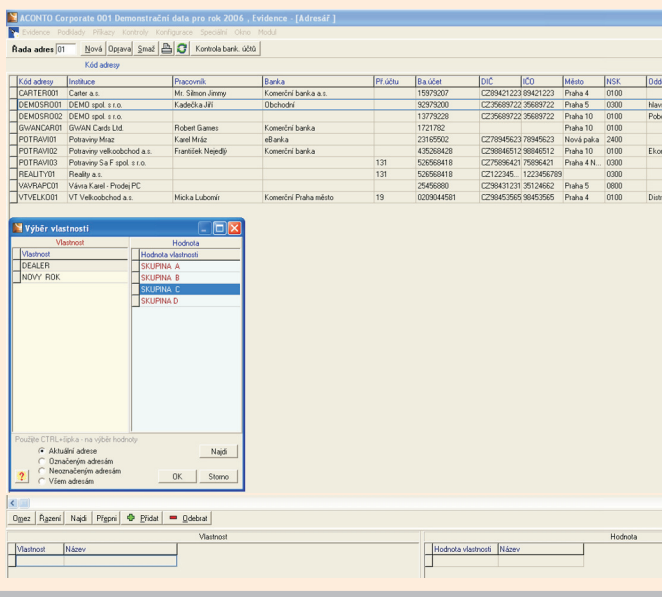 ACONTO Corporate 001 Demonstrační data pro rok 2006 , Evidence - [Adresář ]
Evidence Podklady Příkazy Kontroly Konfigurace Speciální Okno Modul
Řada adres 01 Nová Oprava Smaž Kontrola bank. účtů
Kód adresy
Kód adresy Instituce Pracovník Banka Př.účtu Ba.účet DIČ IČO Město NSK Odd
CARTER001 Carter a.s. Mr. Silmon Jimmy Komerční banka a.s. 15979207 CZ89421223 89421223 Praha 4 0100
DEMOSRO01 DEMO spol. s r.o. Kadečka Jiří Obchodní 92979200 CZ35689722 35689722 Praha 5 0300 hlav
DEMOSRO02 DEMO spol. s r.o. 13779228 CZ35689722 35689722 Praha 10 0100 Pobo
GWANCAR01 GWAN Cards Ltd. Robert Games Komerční banka 1721782 Praha 10 0100
POTRAVI01 Potraviny Mraz Karel Mráz eBanka 23165502 CZ78945623 78945623 Nová paka 2400
POTRAVI02 Potraviny velkoobchod a.s. František Nejedlý Komerční banka 435268428 CZ98846512 98846512 Praha 10 0100 Ekor
POTRAVI03 Potraviny Sa F spol. s r.o. 131 526568418 CZ75896421 75896421 Praha 4 N... 0300
REALITY01 Reality a.s. 131 526568418 CZ122345... 1223456789 0300
VAVRAPC01 Vávra Karel - Prodej PC 25456880 CZ98431231 35124662 Praha 5 0800
VTVELKO01 VT Velkoobchod a.s. Micka Lubomír Komerční Praha město 19 0209044581 CZ98453565 98453565 Praha 4 0100 Distr
Výběr vlastností
Vlastnost Hodnota
Vlastnost Hodnota vlastnosti
DEALER SKUPINA A
NOVY ROK SKUPINA B
SKUPINA C
SKUPINA D
Použijte CTRL+šipka - na výběr hodnoty
Aktuální adrese Najdi
Označeným adresám
Neoznačeným adresám
? Všem adresám OK Storno
Omez Řazení Najdi Přepni Přidat Odebrat
Vlastnost Hodnota
Vlastnost Název Hodnota vlastnosti Název